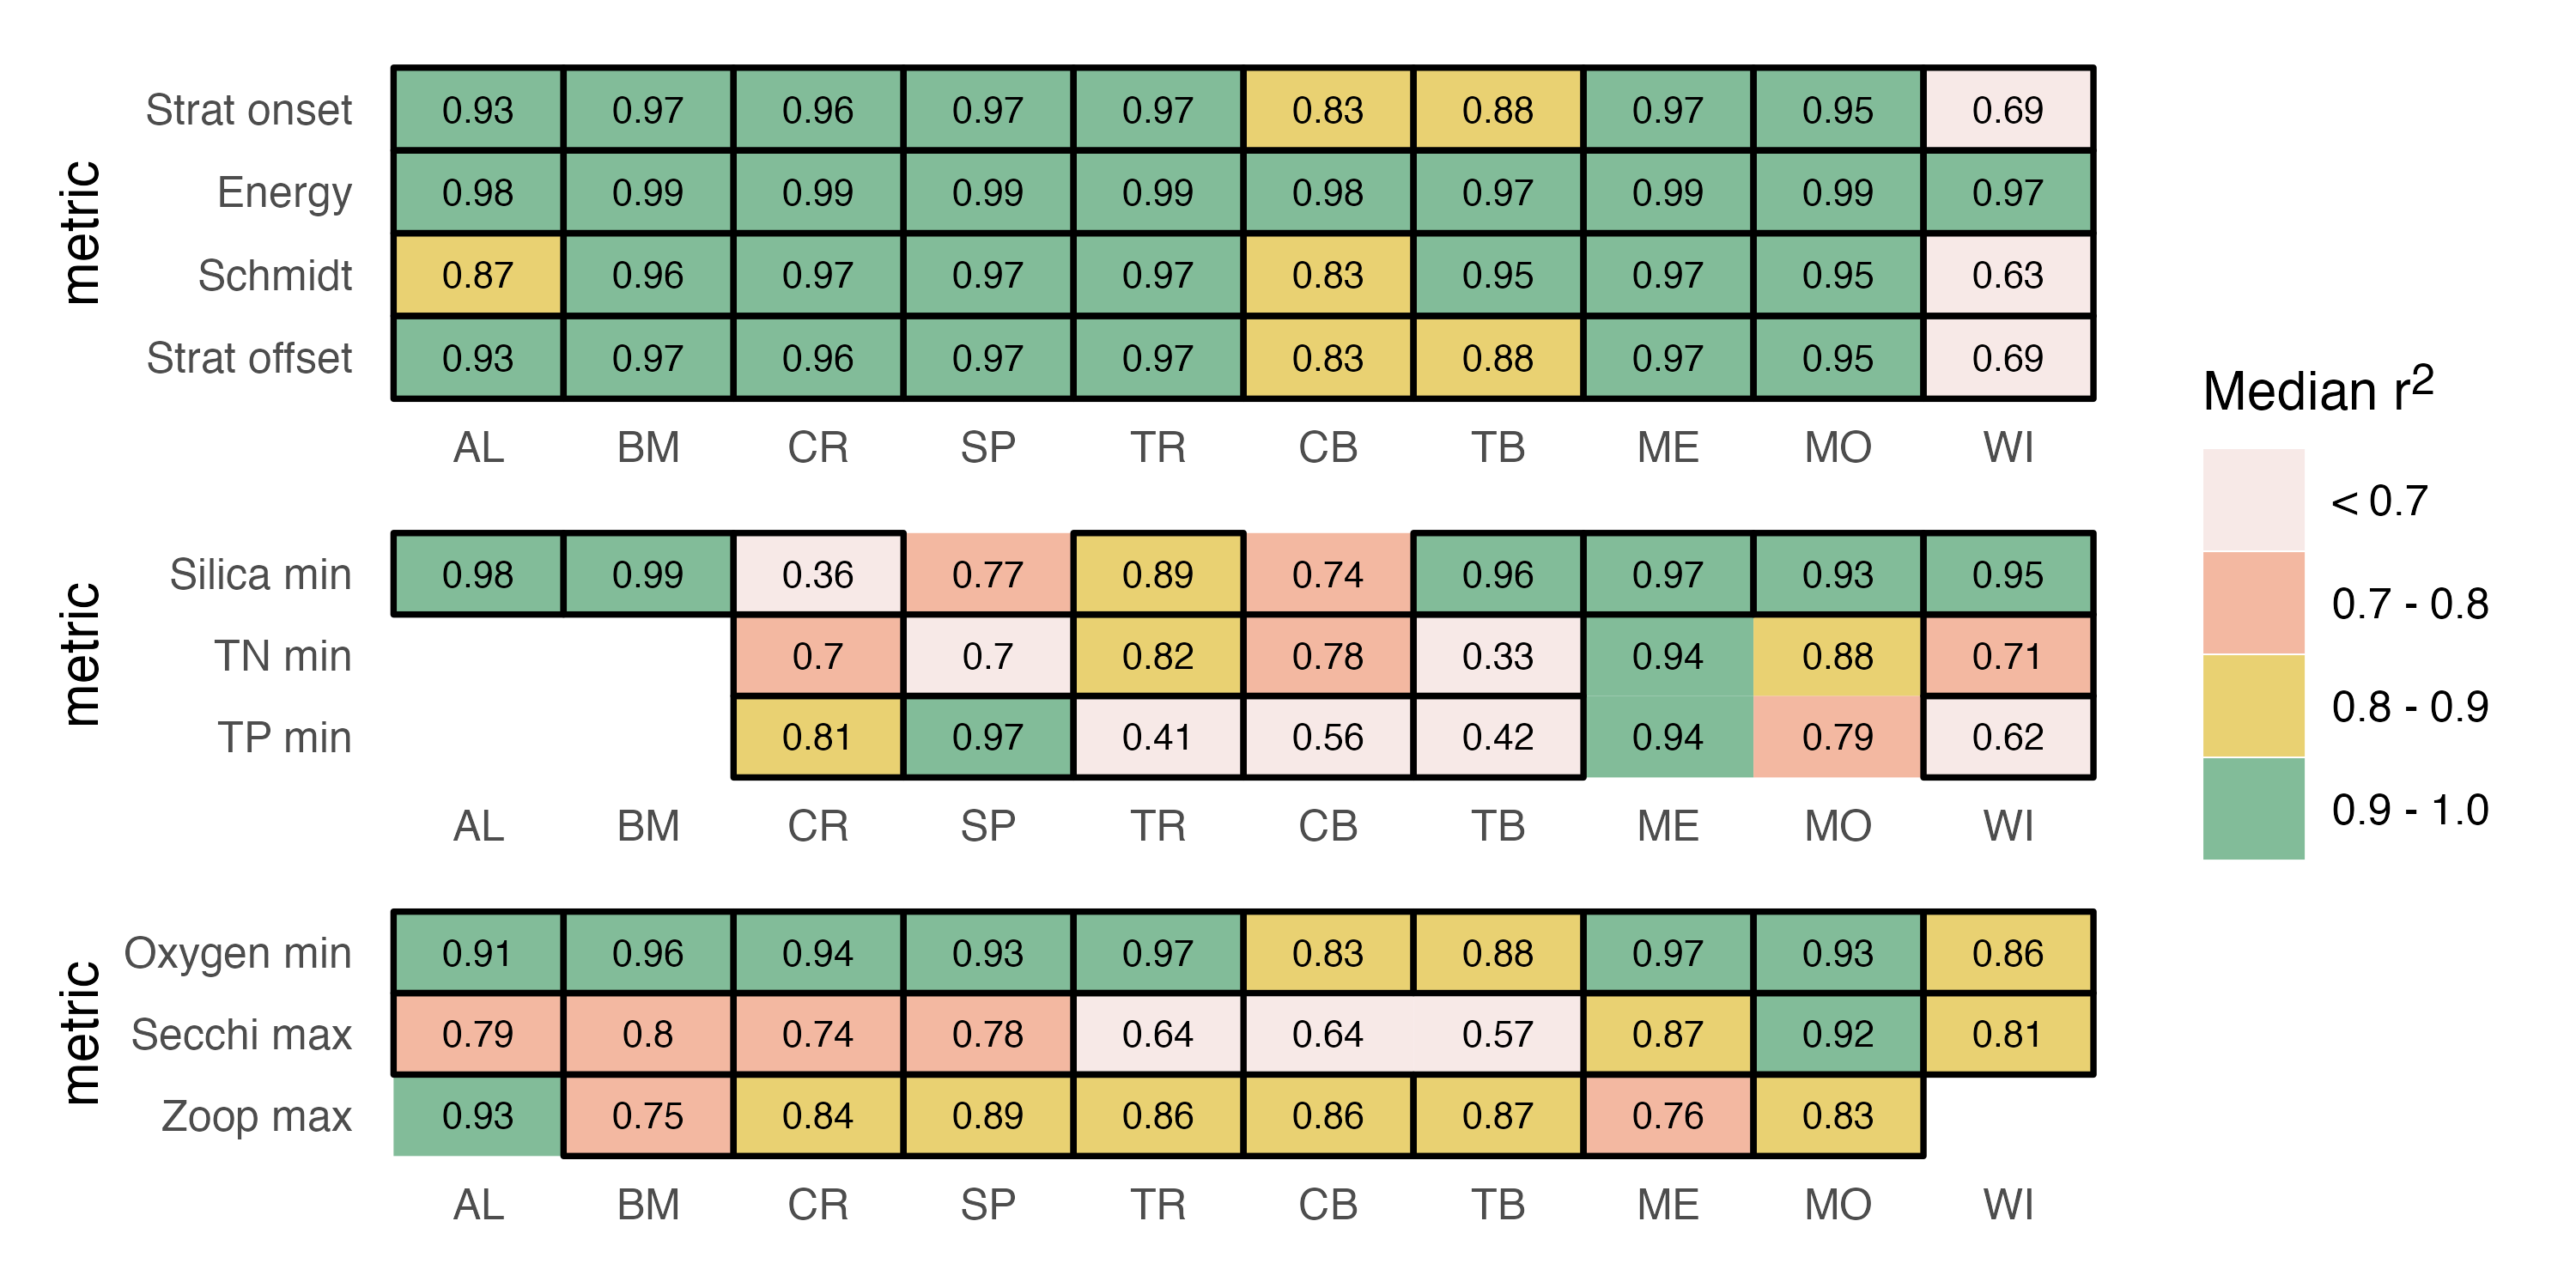 metric
Strat onset 0.93 0.97 0.96 0.97 0.97 0.83 0.88 0.97 0.95 0.69
Energy 0.98 0.99 0.99 0.99 0.99 0.98 0.97 0.99 0.99 0.97
Schmidt 0.87 0.96 0.97 0.97 0.97 0.83 0.95 0.97 0.95 0.63
Strat offset 0.93 0.97 0.96 0.97 0.97 0.83 0.88 0.97 0.95 0.69
AL BM CR SP TR CB TB ME MO WI
metric
Silica min 0.98 0.99 0.36 0.77 0.89 0.74 0.96 0.97 0.93 0.95
TN min 0.7 0.7 0.82 0.78 0.33 0.94 0.88 0.71
TP min 0.81 0.97 0.41 0.56 0.42 0.94 0.79 0.62
AL BM CR SP TR CB TB ME MO WI
metric
Oxygen min 0.91 0.96 0.94 0.93 0.97 0.83 0.88 0.97 0.93 0.86
Secchi max 0.79 0.8 0.74 0.78 0.64 0.64 0.57 0.87 0.92 0.81
Zoop max 0.93 0.75 0.84 0.89 0.86 0.86 0.87 0.76 0.83
AL BM CR SP TR CB TB ME MO WI
Median r²
< 0.7
0.7 - 0.8
0.8 - 0.9
0.9 - 1.0